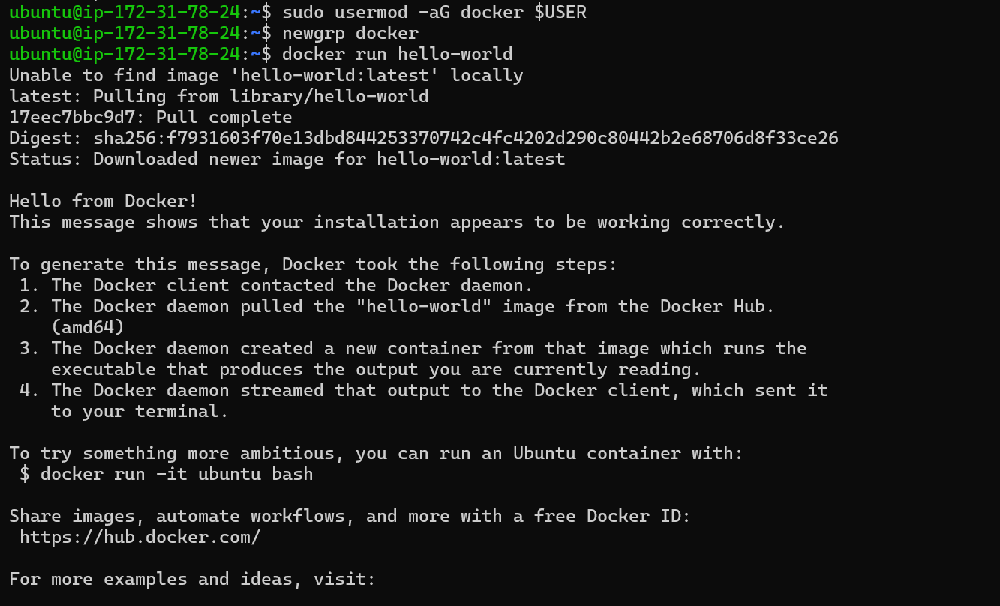 ubuntu@ip-172-31-78-24:~$ sudo usermod -aG docker $USER
ubuntu@ip-172-31-78-24:~$ newgrp docker
ubuntu@ip-172-31-78-24:~$ docker run hello-world
Unable to find image 'hello-world:latest' locally
latest: Pulling from library/hello-world
17eec7bbc9d7: Pull complete
Digest: sha256:f7931603f70e13dbd844253370742c4fc4202d290c80442b2e68706d8f33ce26
Status: Downloaded newer image for hello-world:latest

Hello from Docker!
This message shows that your installation appears to be working correctly.

To generate this message, Docker took the following steps:
 1. The Docker client contacted the Docker daemon.
 2. The Docker daemon pulled the "hello-world" image from the Docker Hub.
    (amd64)
 3. The Docker daemon created a new container from that image which runs the
    executable that produces the output you are currently reading.
 4. The Docker daemon streamed that output to the Docker client, which sent it
    to your terminal.

To try something more ambitious, you can run an Ubuntu container with:
 $ docker run -it ubuntu bash

Share images, automate workflows, and more with a free Docker ID:
 https://hub.docker.com/

For more examples and ideas, visit: